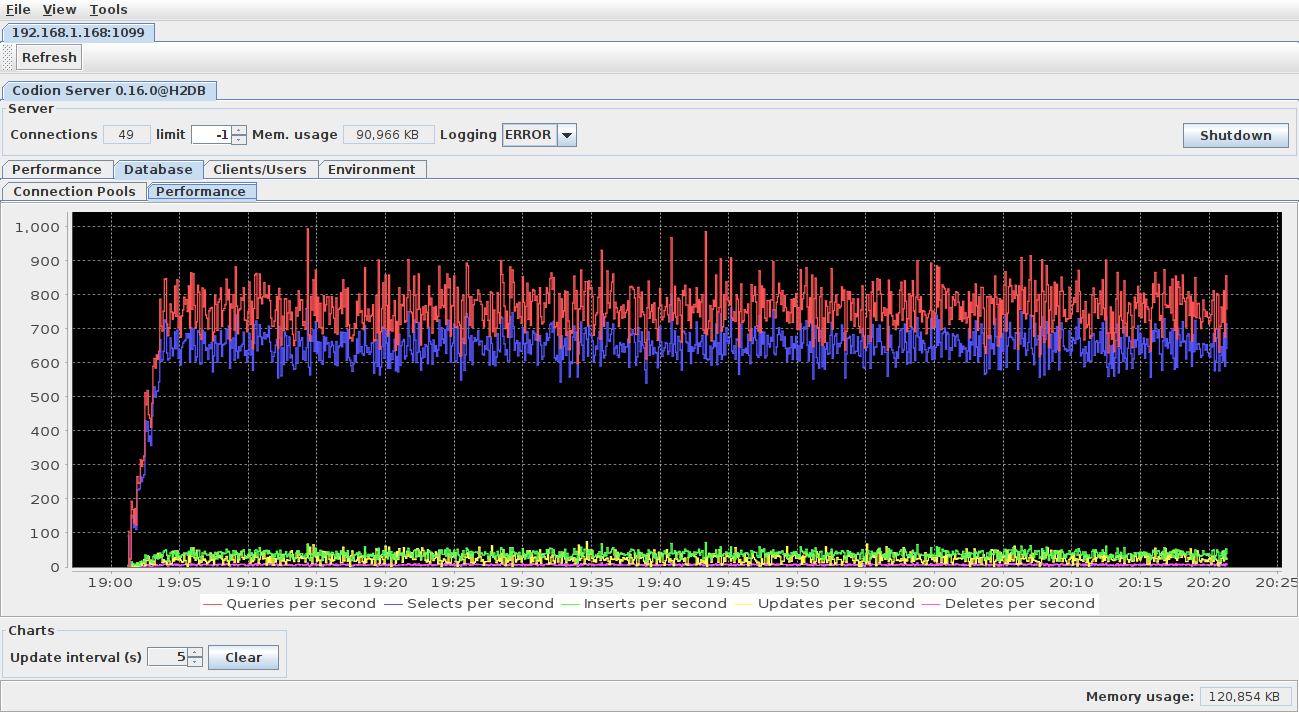 File View Tools
192.168.1.168:1099
Refresh
Codion Server 0.16.0@H2DB
Server
Connections 49 limit -1 Mem. usage 90,966 KB Logging ERROR Shutdown
Performance Database Clients/Users Environment
Connection Pools Performance
1,000
900
800
700
600
500
400
300
200
100
0
19:00 19:05 19:10 19:15 19:20 19:25 19:30 19:35 19:40 19:45 19:50 19:55 20:00 20:05 20:10 20:15 20:20 20:25
Queries per second Selects per second Inserts per second Updates per second Deletes per second
Charts
Update interval (s) 5 Clear
Memory usage: 120,854 KB